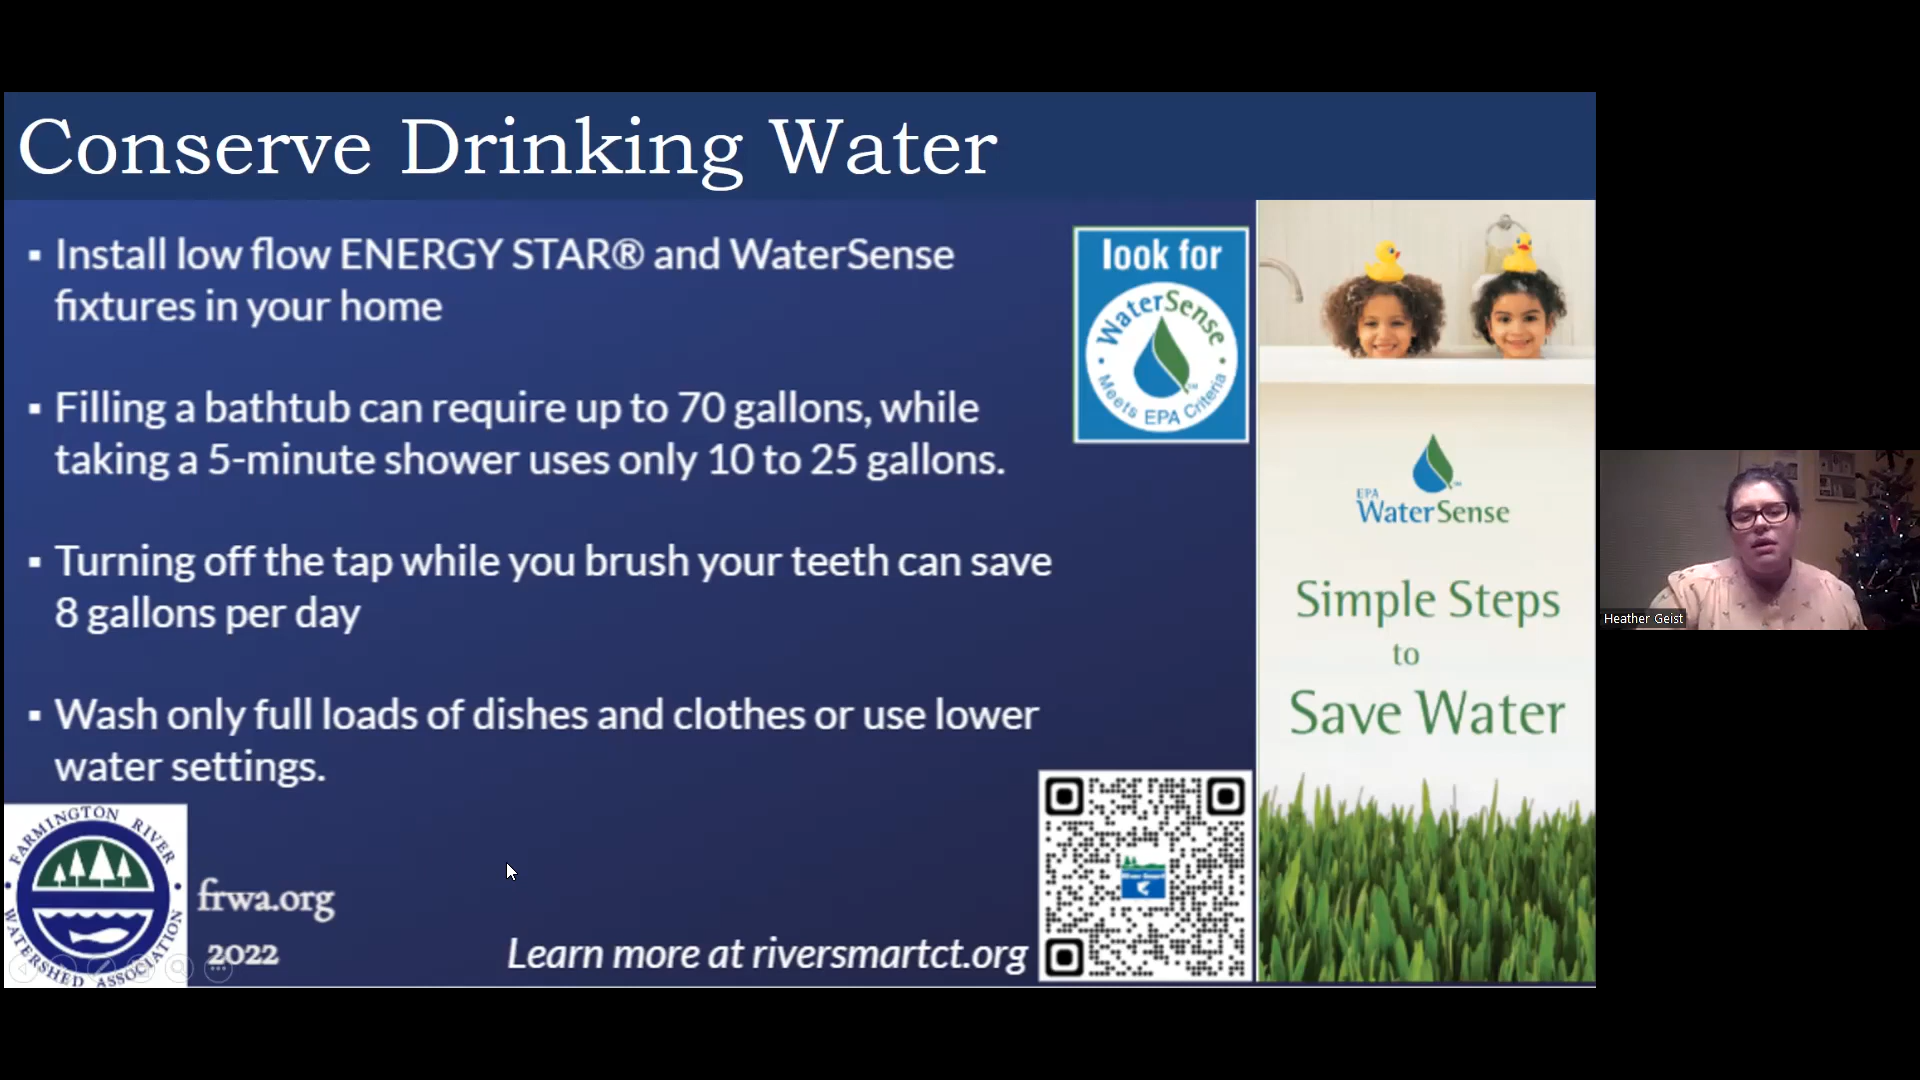 Conserve Drinking Water
▪ Install low flow ENERGY STAR® and WaterSense
fixtures in your home
▪ Filling a bathtub can require up to 70 gallons, while
taking a 5-minute shower uses only 10 to 25 gallons.
▪ Turning off the tap while you brush your teeth can save
8 gallons per day
▪ Wash only full loads of dishes and clothes or use lower
water settings.
look for
WaterSense
TM
Meets EPA Criteria
EPA
WaterSense
TM
Simple Steps
to
Save Water
FARMINGTON RIVER
WATERSHED ASSOCIATION
frwa.org
2022
Learn more at riversmartct.org
Heather Geist